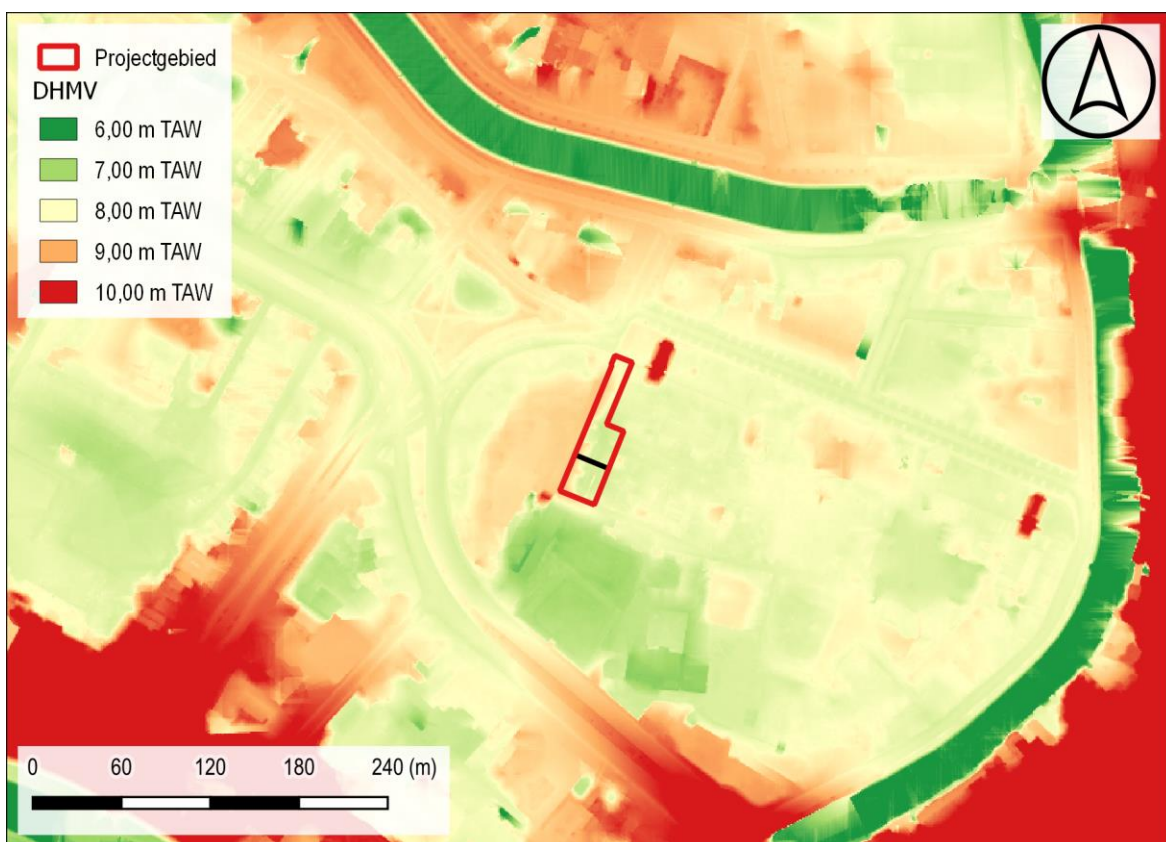 Projectgebied
DHMV
6,00 m TAW
7,00 m TAW
8,00 m TAW
9,00 m TAW
10,00 m TAW
0 60 120 180 240 (m)